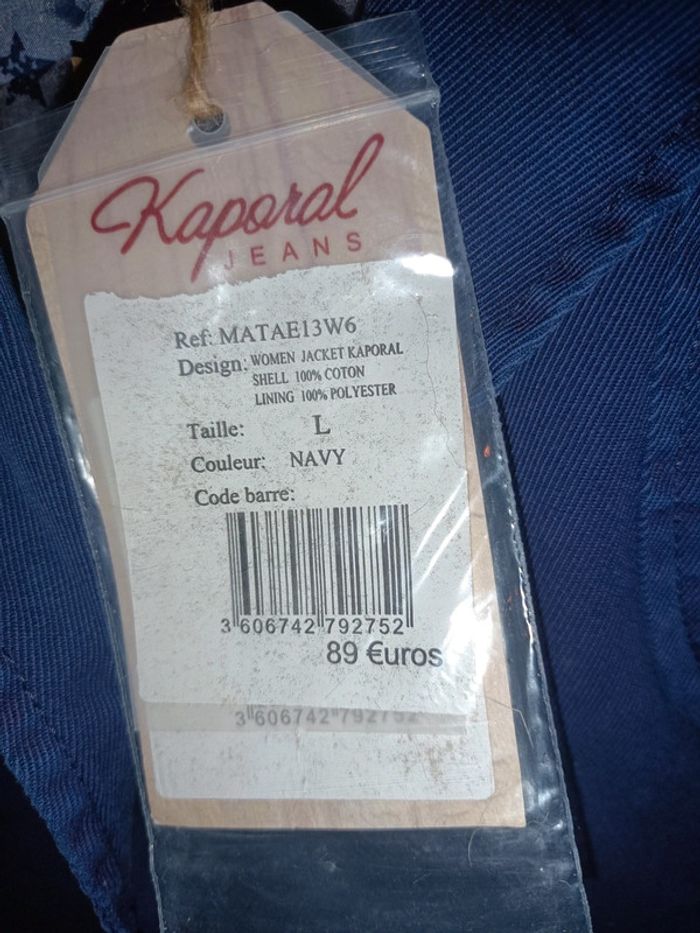 Kaporal
JEANS
Ref: MATAE13W6
Design: WOMEN JACKET KAPORAL
SHELL 100% COTON
LINING 100% POLYESTER
Taille: L
Couleur: NAVY
Code barre:
3 606742 792752
89 €uros
3 606742 792752